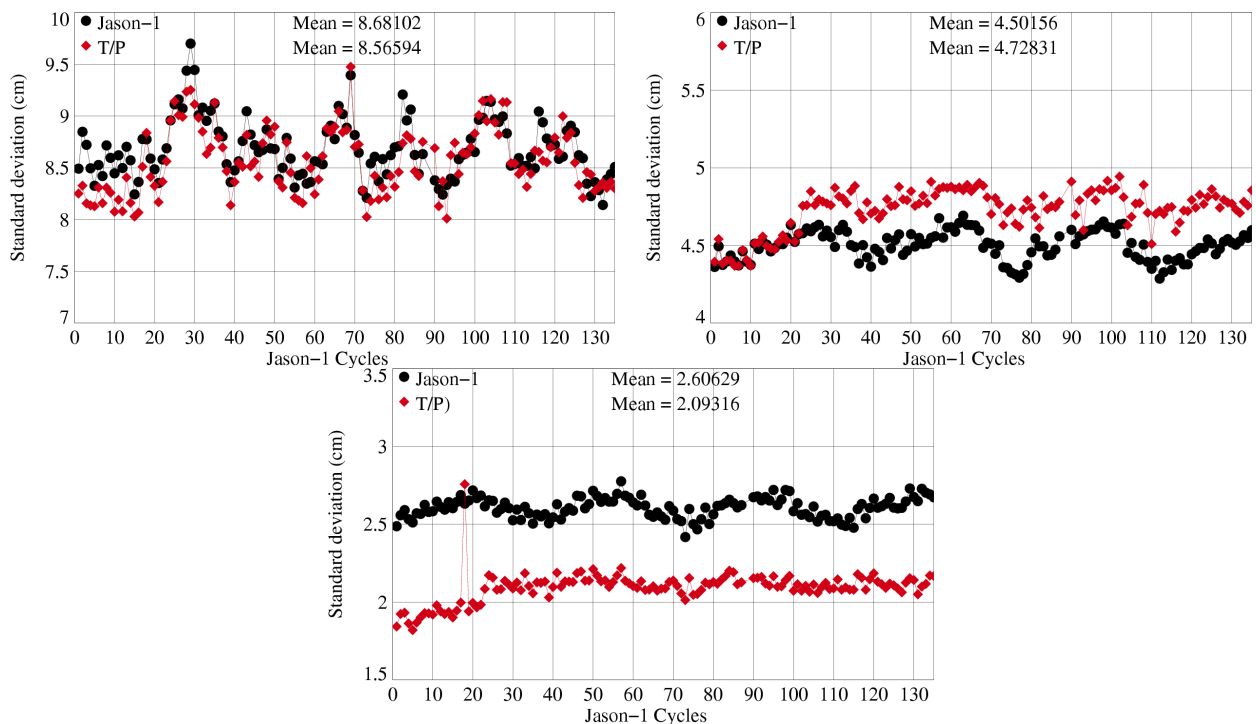 10
9.5
9
8.5
8
7.5
7
Standard deviation (cm)
Jason−1 Mean = 8.68102
T/P Mean = 8.56594
0 10 20 30 40 50 60 70 80 90 100 110 120 130
Jason−1 Cycles
6
5.5
5
4.5
4
Standard deviation (cm)
Jason−1 Mean = 4.50156
T/P Mean = 4.72831
0 10 20 30 40 50 60 70 80 90 100 110 120 130
Jason−1 Cycles
3.5
3
2.5
2
1.5
Standard deviation (cm)
Jason−1 Mean = 2.60629
T/P) Mean = 2.09316
0 10 20 30 40 50 60 70 80 90 100 110 120 130
Jason−1 Cycles